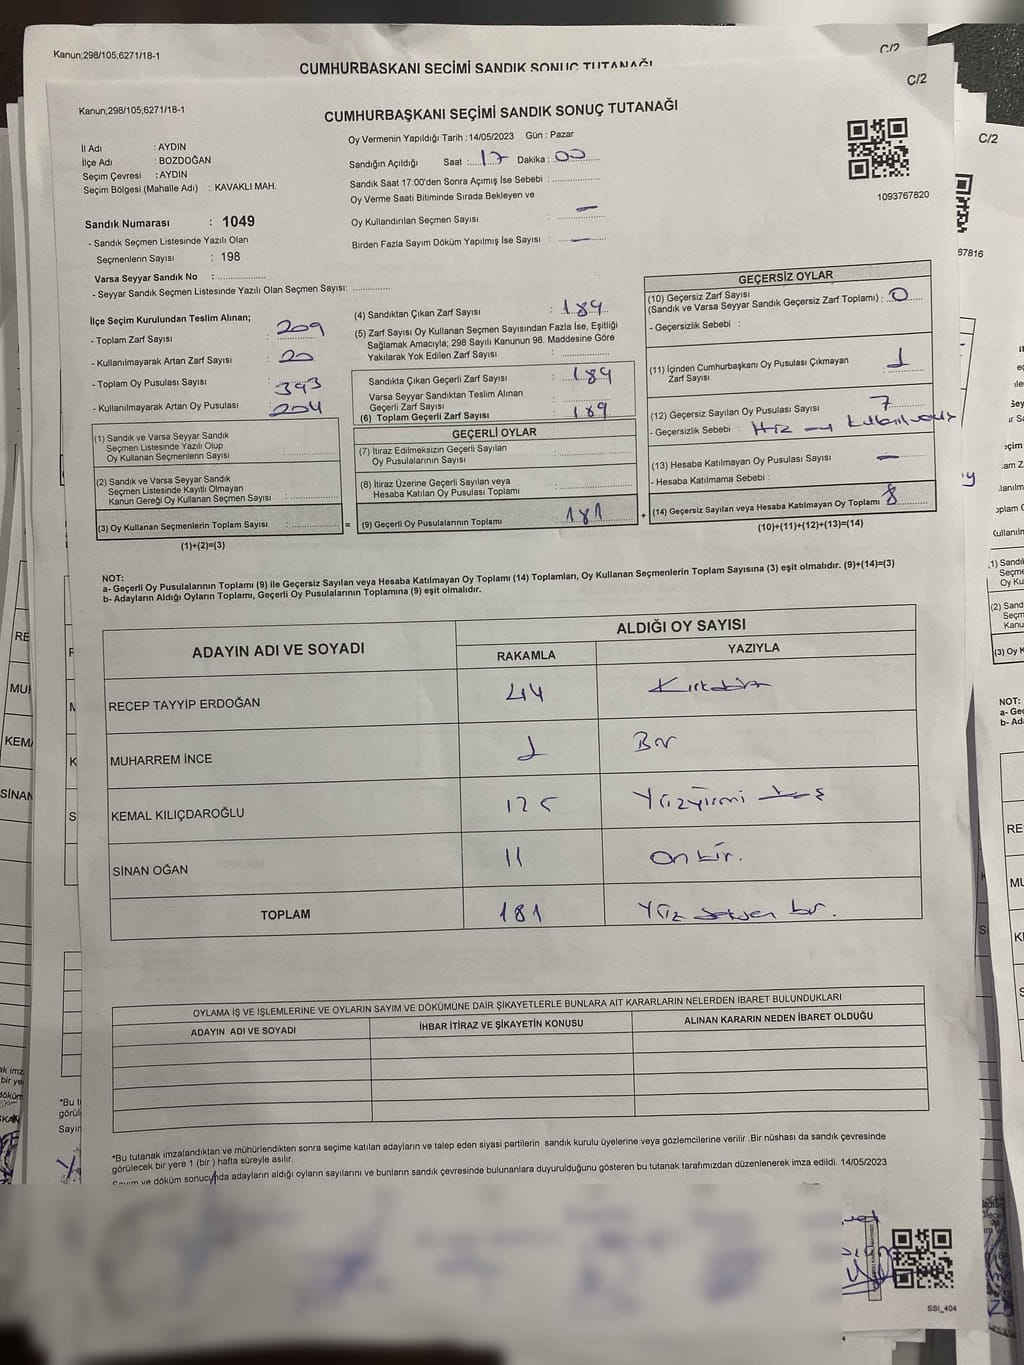 Kanun;298/105;6271/18-1
C/2
CUMHURBAŞKANI SEÇİMİ SANDIK SONUÇ TUTANAĞI
C/2
Kanun;298/105;6271/18-1
CUMHURBAŞKANI SEÇİMİ SANDIK SONUÇ TUTANAĞI
C/2
İl Adı : AYDIN
İlçe Adı : BOZDOĞAN
Seçim Çevresi : AYDIN
Seçim Bölgesi (Mahalle Adı) : KAVAKLI MAH.
Oy Vermenin Yapıldığı Tarih : 14/05/2023 Gün : Pazar
Sandığın Açıldığı Saat : 17 Dakika : 00
Sandık Saat 17:00'den Sonra Açımış İse Sebebi :
Oy Verme Saati Bitiminde Sırada Bekleyen ve
Oy Kullandırılan Seçmen Sayısı : —
Birden Fazla Sayım Döküm Yapılmış İse Sayısı : —
1093767820
67816
Sandık Numarası : 1049
- Sandık Seçmen Listesinde Yazılı Olan
Seçmenlerin Sayısı : 198
Varsa Seyyar Sandık No :
- Seyyar Sandık Seçmen Listesinde Yazılı Olan Seçmen Sayısı:
İlçe Seçim Kurulundan Teslim Alınan;
- Toplam Zarf Sayısı : 209
- Kullanılmayarak Artan Zarf Sayısı : 20
- Toplam Oy Pusulası Sayısı : 393
- Kullanılmayarak Artan Oy Pusulası : 204
(1) Sandık ve Varsa Seyyar Sandık
Seçmen Listesinde Yazılı Olup
Oy Kullanan Seçmenlerin Sayısı :
(2) Sandık ve Varsa Seyyar Sandık
Seçmen Listesinde Kayıtlı Olmayan
Kanun Gereği Oy Kullanan Seçmen Sayısı :
(3) Oy Kullanan Seçmenlerin Toplam Sayısı : =
(1)+(2)=(3)
(4) Sandıktan Çıkan Zarf Sayısı : 189
(5) Zarf Sayısı Oy Kullanan Seçmen Sayısından Fazla İse, Eşitliği
Sağlamak Amacıyla; 298 Sayılı Kanunun 98. Maddesine Göre
Yakılarak Yok Edilen Zarf Sayısı :
Sandıkta Çıkan Geçerli Zarf Sayısı : 189
Varsa Seyyar Sandıktan Teslim Alınan
Geçerli Zarf Sayısı :
(6) Toplam Geçerli Zarf Sayısı : 189
GEÇERLİ OYLAR
(7) İtiraz Edilmeksizin Geçerli Sayılan
Oy Pusulalarının Sayısı :
(8) İtiraz Üzerine Geçerli Sayılan veya
Hesaba Katılan Oy Pusulası Toplamı :
(9) Geçerli Oy Pusulalarının Toplamı : 181 +
GEÇERSİZ OYLAR
(10) Geçersiz Zarf Sayısı
(Sandık ve Varsa Seyyar Sandık Geçersiz Zarf Toplamı) : 0
- Geçersizlik Sebebi :
(11) İçinden Cumhurbaşkanı Oy Pusulası Çıkmayan
Zarf Sayısı : 1
(12) Geçersiz Sayılan Oy Pusulası Sayısı : 7
- Geçersizlik Sebebi :
(13) Hesaba Katılmayan Oy Pusulası Sayısı : —
- Hesaba Katılmama Sebebi :
(14) Geçersiz Sayılan veya Hesaba Katılmayan Oy Toplamı : 8
(10)+(11)+(12)+(13)=(14)
NOT:
a- Geçerli Oy Pusulalarının Toplamı (9) ile Geçersiz Sayılan veya Hesaba Katılmayan Oy Toplamı (14) Toplamları, Oy Kullanan Seçmenlerin Toplam Sayısına (3) eşit olmalıdır. (9)+(14)=(3)
b- Adayların Aldığı Oyların Toplamı, Geçerli Oy Pusulalarının Toplamına (9) eşit olmalıdır.
ADAYIN ADI VE SOYADI
ALDIĞI OY SAYISI
RAKAMLA YAZIYLA
RECEP TAYYİP ERDOĞAN 44
MUHARREM İNCE 1 Bir
KEMAL KILIÇDAROĞLU 125 Yüzyirmi beş
SİNAN OĞAN 11 Onbir.
TOPLAM 181 Yüz seksen bir.
OYLAMA İŞ VE İŞLEMLERİNE VE OYLARIN SAYIM VE DÖKÜMÜNE DAİR ŞİKAYETLERLE BUNLARA AİT KARARLARIN NELERDEN İBARET BULUNDUKLARI
ADAYIN ADI VE SOYADI İHBAR İTİRAZ VE ŞİKAYETİN KONUSU ALINAN KARARIN NEDEN İBARET OLDUĞU
*Bu tutanak imzalandıktan ve mühürlendikten sonra seçime katılan adayların ve talep eden siyasi partilerin sandık kurulu üyelerine veya gözlemcilerine verilir .Bir nüshası da sandık çevresinde
görülecek bir yere 1 (bir ) hafta süreyle asılır.
Sayım ve döküm sonucunda adayların aldığı oyların sayılarını ve bunların sandık çevresinde bulunanlara duyurulduğunu gösteren bu tutanak tarafımızdan düzenlenerek imza edildi. 14/05/2023
SSI_404